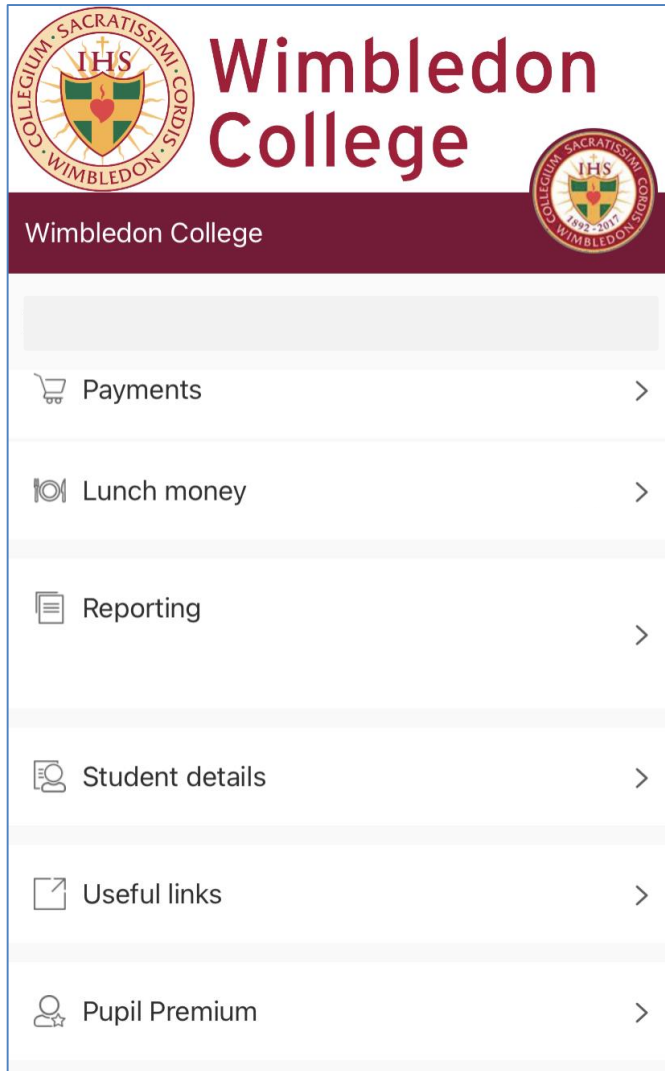 COLLEGIUM · SACRATISSIMI · CORDIS · WIMBLEDON
IHS
Wimbledon
College
Wimbledon College
COLLEGIUM SACRATISSIMI CORDIS WIMBLEDON
IHS
1892-2017
Payments
Lunch money
Reporting
Student details
Useful links
Pupil Premium